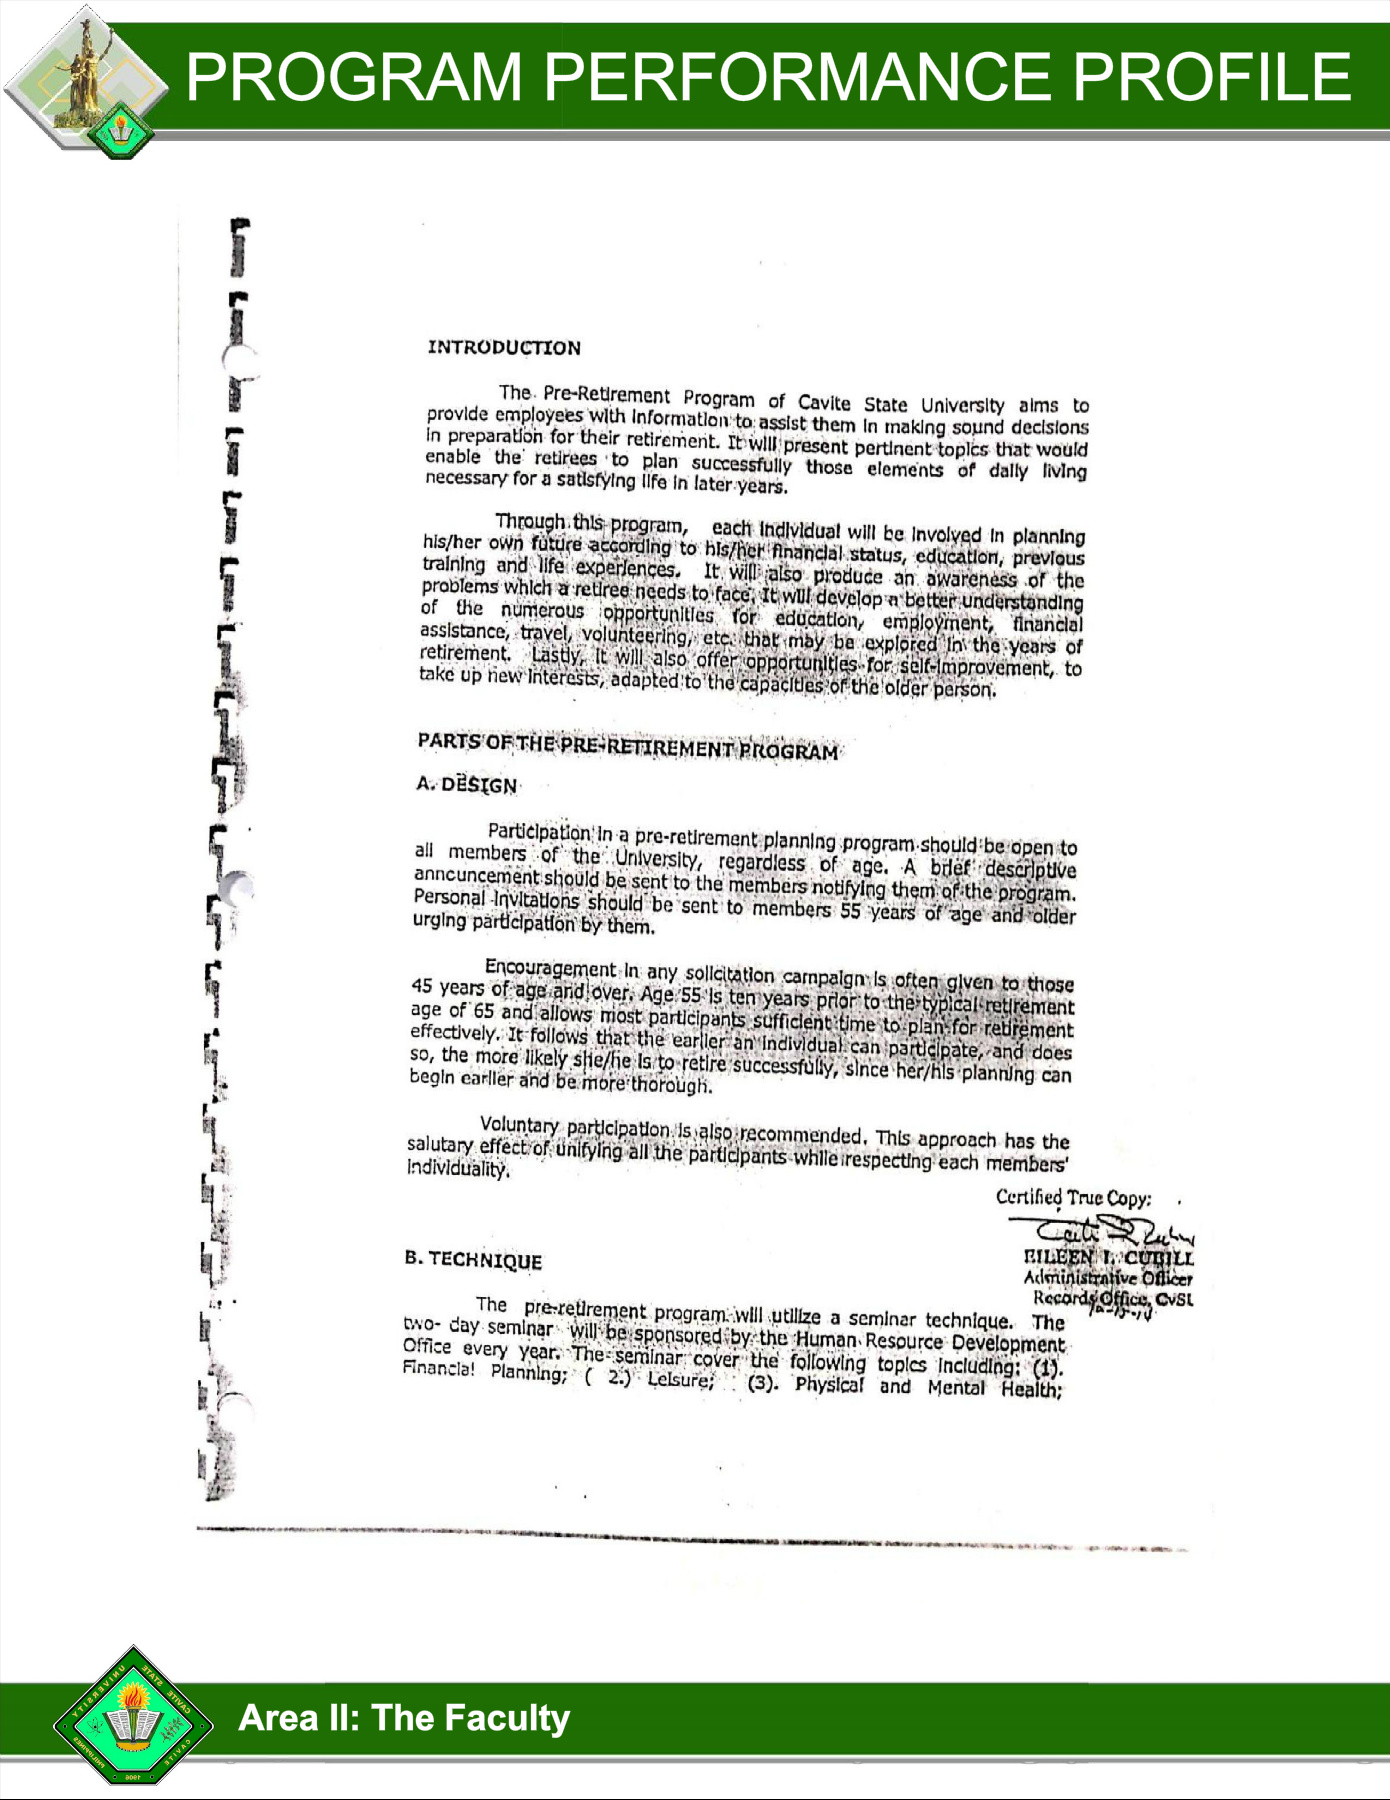 PROGRAM PERFORMANCE PROFILE
INTRODUCTION
The Pre-Retirement Program of Cavite State University aims to
provide employees with information to assist them in making sound decisions
in preparation for their retirement. It will present pertinent topics that would
enable the retirees to plan successfully those elements of daily living
necessary for a satisfying life in later years.
Through this program, each individual will be involved in planning
his/her own future according to his/her financial status, education, previous
training and life experiences. It will also produce an awareness of the
problems which a retiree needs to face. It will develop a better understanding
of the numerous opportunities for education, employment, financial
assistance, travel, volunteering, etc. that may be explored in the years of
retirement. Lastly, it will also offer opportunities for self-improvement, to
take up new interests, adapted to the capacities of the older person.
PARTS OF THE PRE-RETIREMENT PROGRAM
A. DESIGN
Participation in a pre-retirement planning program should be open to
all members of the University, regardless of age. A brief descriptive
anncuncement should be sent to the members notifying them of the program.
Personal invitations should be sent to members 55 years of age and older
urging participation by them.
Encouragement in any solicitation campaign is often given to those
45 years of age and over. Age 55 is ten years prior to the typical retirement
age of 65 and allows most participants sufficient time to plan for retirement
effectively. It follows that the earlier an individual can participate, and does
so, the more likely she/he is to retire successfully, since her/his planning can
begin earlier and be more thorough.
Voluntary participation is also recommended. This approach has the
salutary effect of unifying all the participants while respecting each members'
individuality.
Certified True Copy:
EILEEN I. CUBILL
Administrative Officer
Records Office, CvSU
B. TECHNIQUE
The pre-retirement program will utilize a seminar technique. The
two- day seminar will be sponsored by the Human Resource Development
Office every year. The seminar cover the following topics including: (1).
Financial Planning; ( 2.) Leisure; (3). Physical and Mental Health;
CAVITE STATE UNIVERSITY
CAVITE PHILIPPINES
1906
Area II: The Faculty